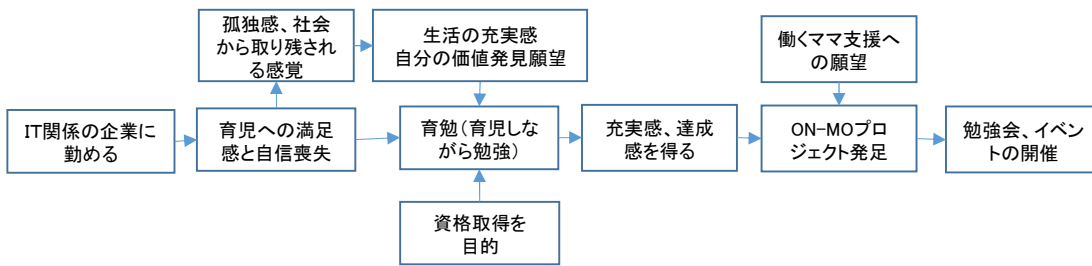 孤独感、社会
から取り残され
る感覚
生活の充実感
自分の価値発見願望
働くママ支援へ
の願望
IT関係の企業に
勤める
育児への満足
感と自信喪失
育勉（育児しな
がら勉強）
充実感、達成
感を得る
ON-MOプロ
ジェクト発足
勉強会、イベン
トの開催
資格取得を
目的